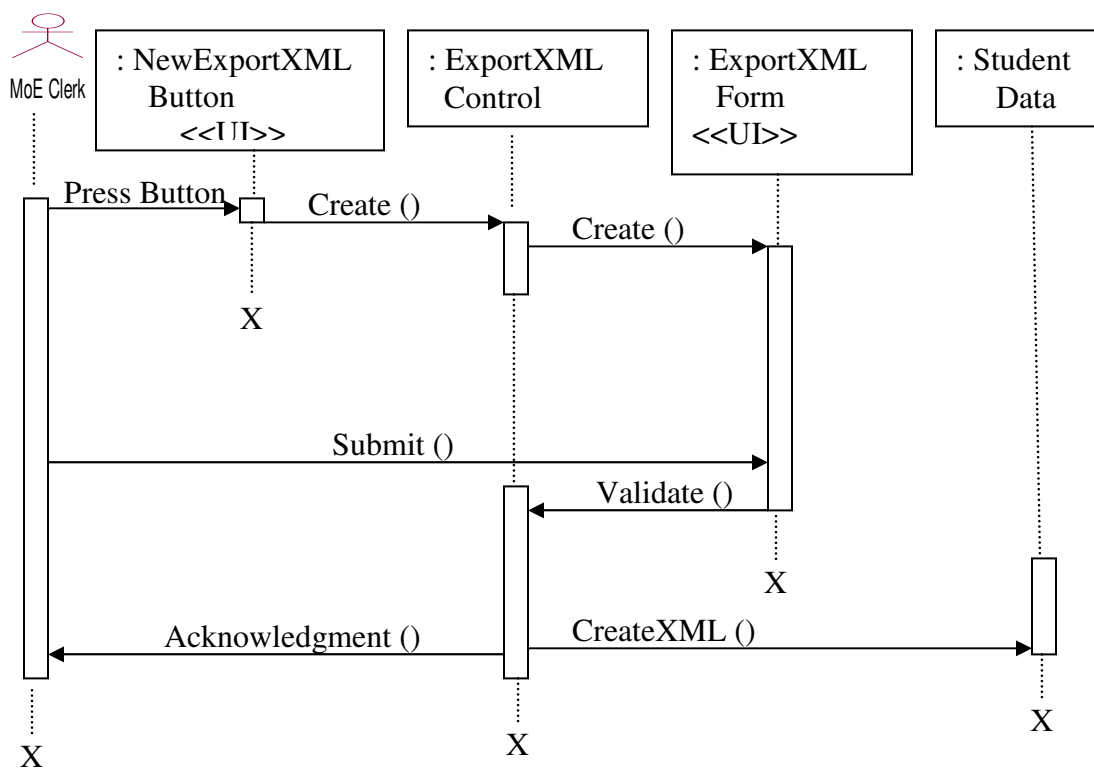 MoE Clerk
: NewExportXML
Button
<<UI>>
: ExportXML
Control
: ExportXML
Form
<<UI>>
: Student
Data
Press Button
Create ()
Create ()
X
Submit ()
Validate ()
X
Acknowledgment ()
CreateXML ()
X
X
X